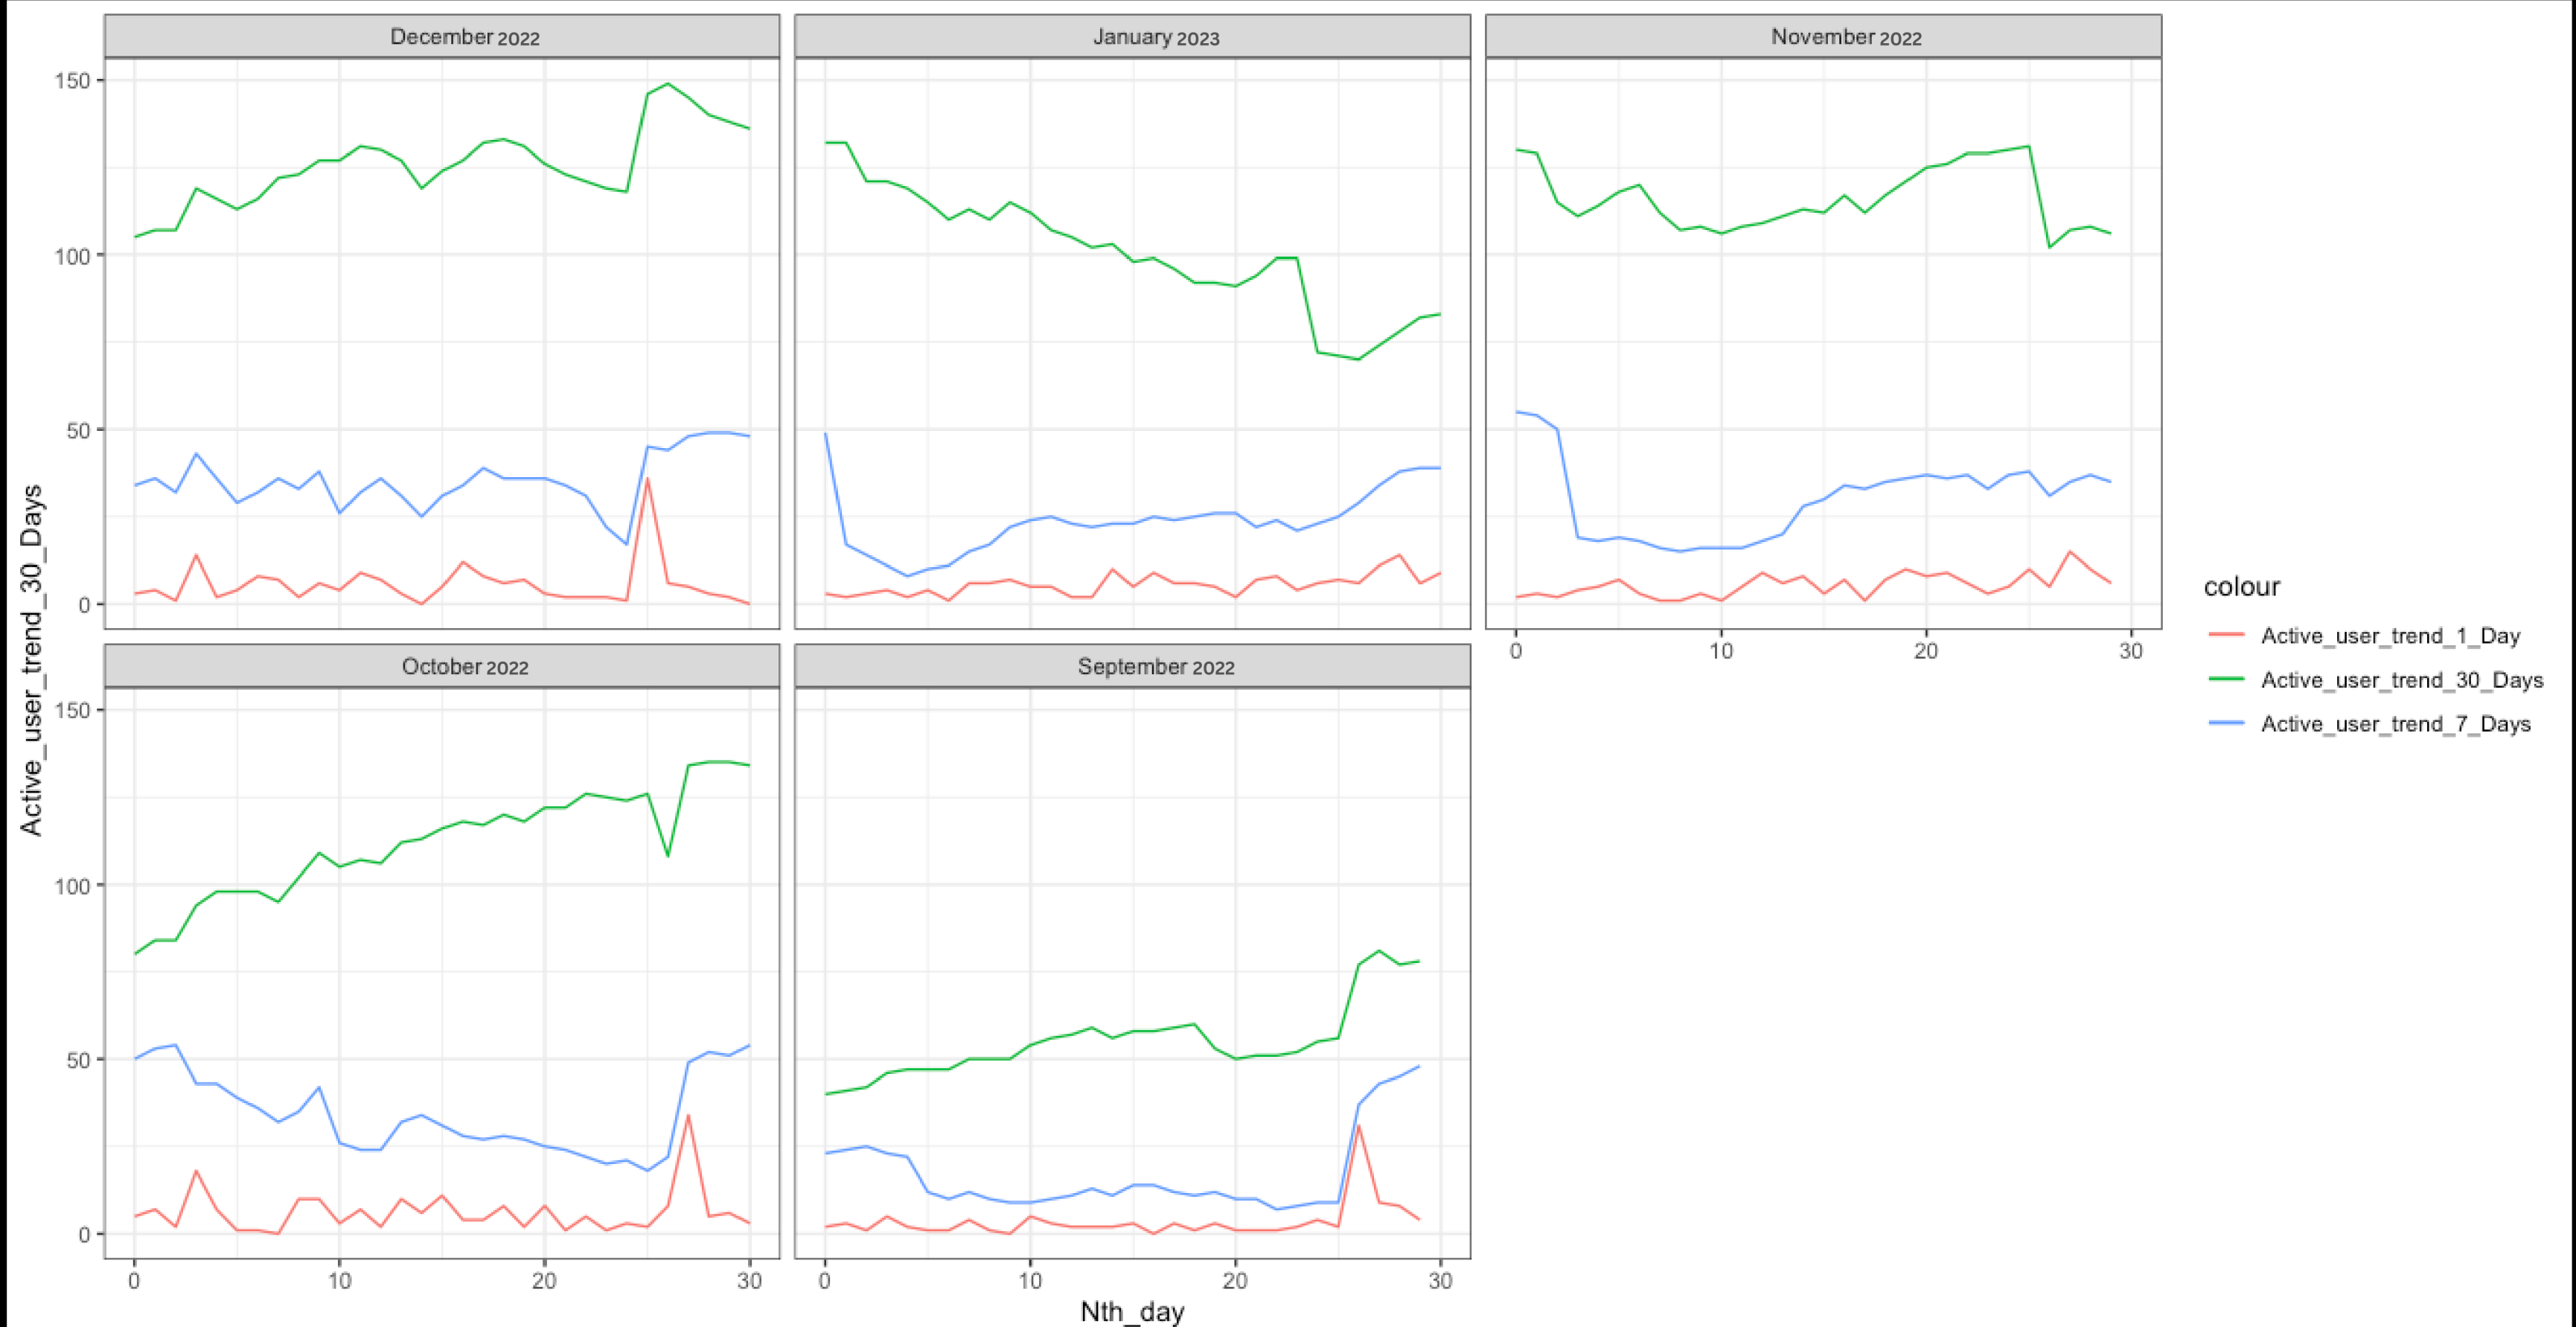 December 2022
January 2023
November 2022
150
100
50
0
0 10 20 30
October 2022
September 2022
150
100
50
0
0 10 20 30
0 10 20 30
Nth_day
Active_user_trend_30_Days
colour
Active_user_trend_1_Day
Active_user_trend_30_Days
Active_user_trend_7_Days